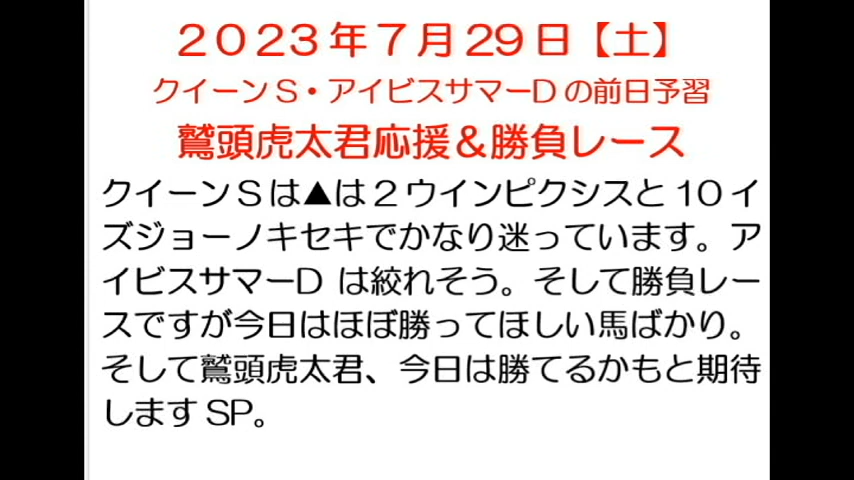 2023年7月29日【土】
クイーンS・アイビスサマーDの前日予習
鷲頭虎太君応援＆勝負レース
クイーンSは▲は2ウインピクシスと10イ
ズジョーノキセキでかなり迷っています。ア
イビスサマーDは絞れそう。そして勝負レー
スですが今日はほぼ勝ってほしい馬ばかり。
そして鷲頭虎太君、今日は勝てるかもと期待
しますSP。